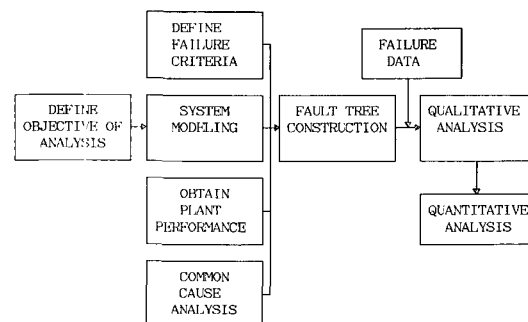 DEFINE
FAILURE
CRITERIA
FAILURE
DATA
DEFINE
OBJECTIVE OF
ANALYSIS
SYSTEM
MODELING
FAULT TREE
CONSTRUCTION
QUALITATIVE
ANALYSIS
OBTAIN
PLANT
PERFORMANCE
QUANTITATIVE
ANALYSIS
COMMON
CAUSE
ANALYSIS